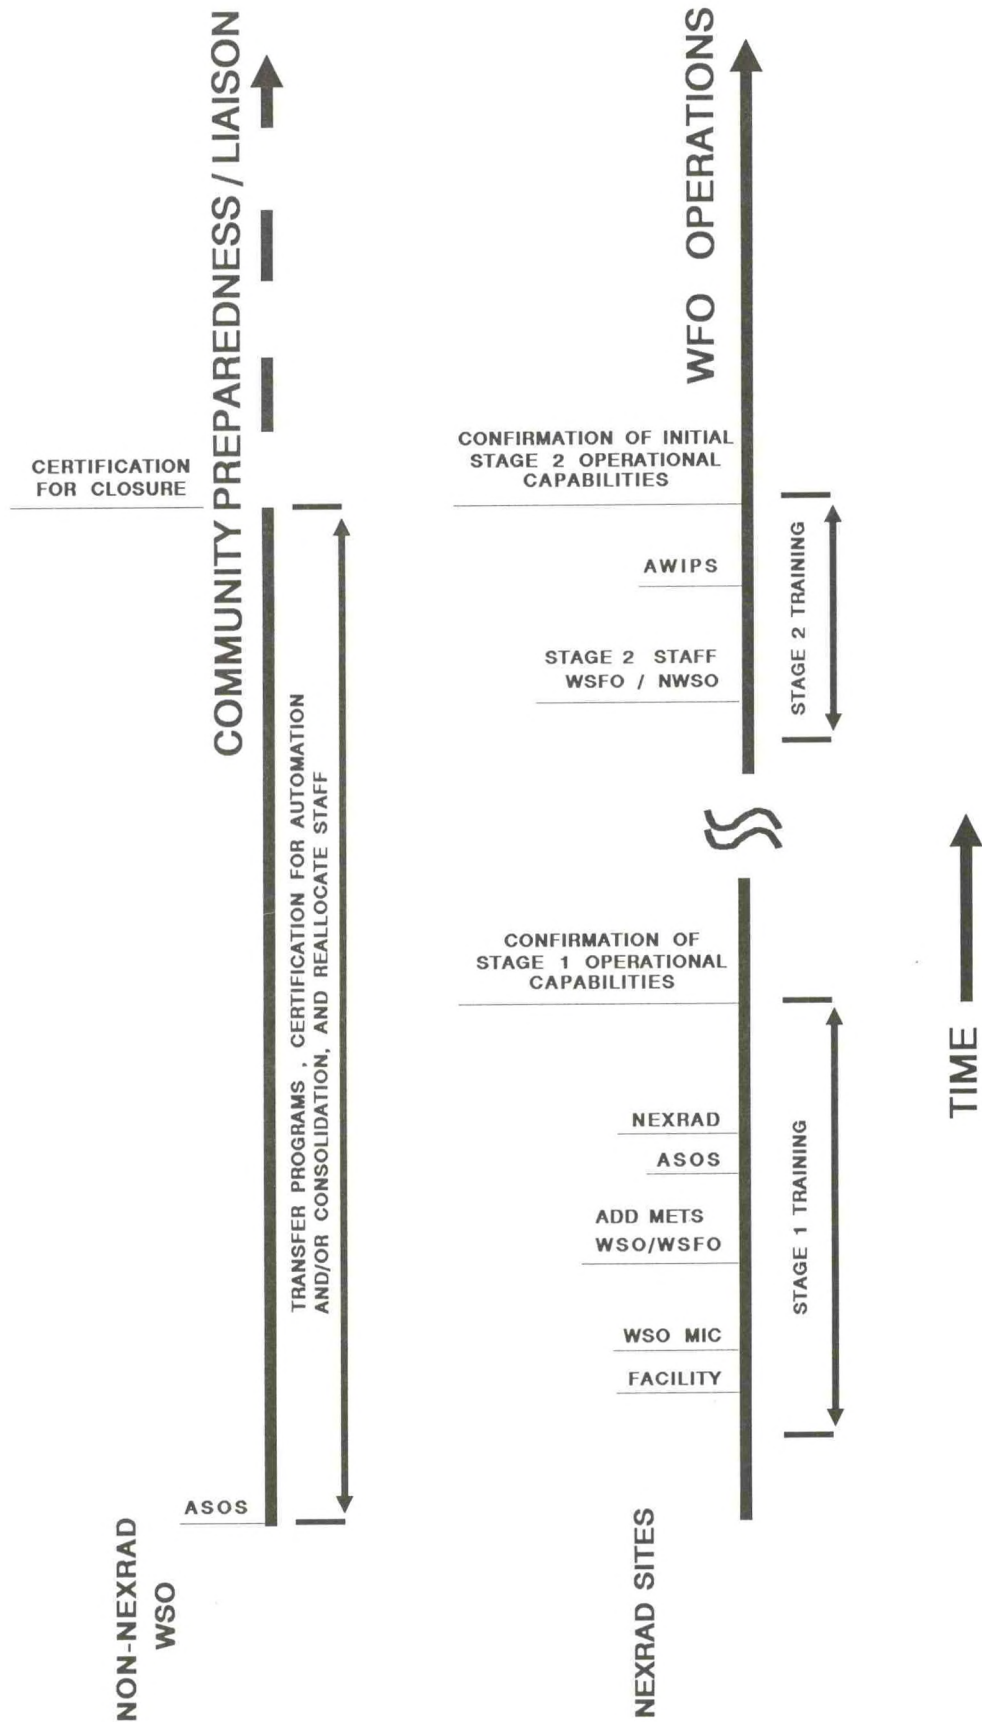 NON-NEXRAD
WSO
ASOS
CERTIFICATION
FOR CLOSURE
COMMUNITY PREPAREDNESS / LIAISON
TRANSFER PROGRAMS , CERTIFICATION FOR AUTOMATION
AND/OR CONSOLIDATION, AND REALLOCATE STAFF
NEXRAD SITES
FACILITY
WSO MIC
ADD METS
WSO/WSFO
ASOS
NEXRAD
CONFIRMATION OF
STAGE 1 OPERATIONAL
CAPABILITIES
STAGE 2 STAFF
WSFO / NWSO
AWIPS
CONFIRMATION OF INITIAL
STAGE 2 OPERATIONAL
CAPABILITIES
WFO OPERATIONS
STAGE 1 TRAINING
STAGE 2 TRAINING
TIME